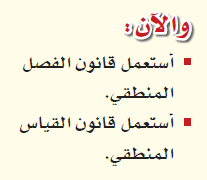 والآن:
▪ أستعمل قانون الفصل
المنطقي.
▪ أستعمل قانون القياس
المنطقي.